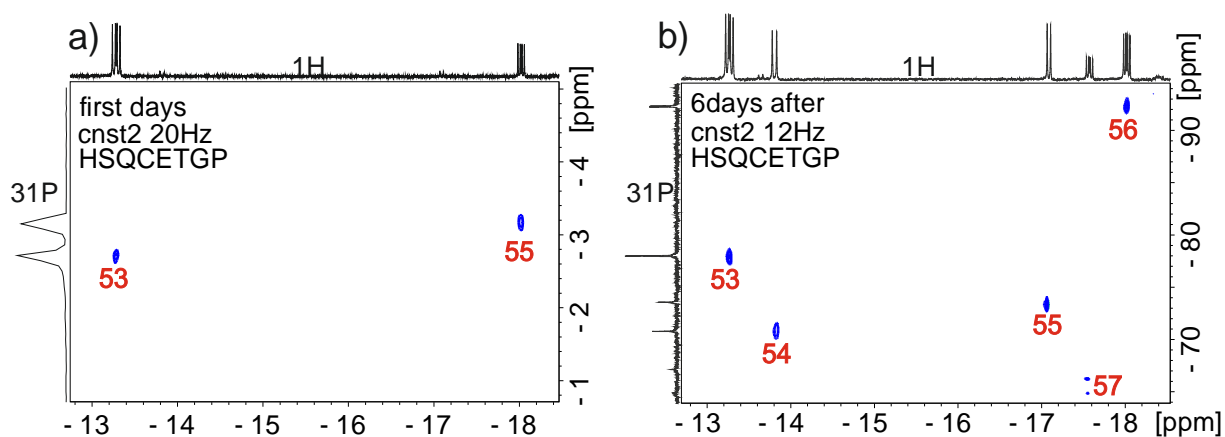 a)
1H
first days
cnst2 20Hz
HSQCETGP
31P
53
55
[ppm]
- 4
- 3
- 2
- 1
- 13
- 14
- 15
- 16
- 17
- 18
b)
1H
6days after
cnst2 12Hz
HSQCETGP
31P
56
53
55
54
57
[ppm]
- 90
- 80
- 70
- 13
- 14
- 15
- 16
- 17
- 18
[ppm]